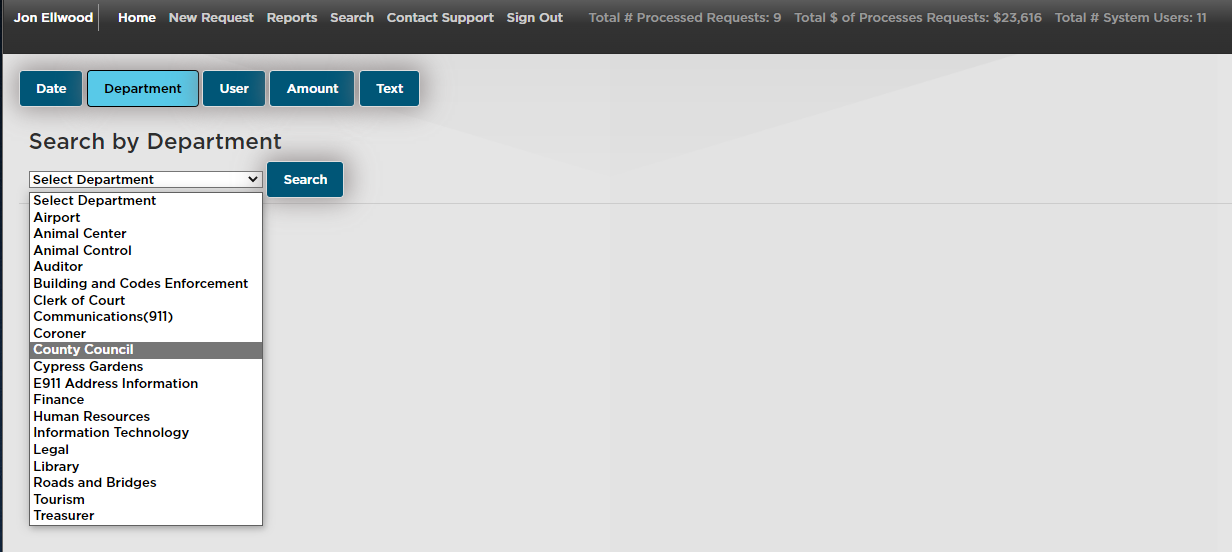 Jon Ellwood Home New Request Reports Search Contact Support Sign Out Total # Processed Requests: 9 Total $ of Processes Requests: $23,616 Total # System Users: 11
Date Department User Amount Text
Search by Department
Select Department Search
Select Department
Airport
Animal Center
Animal Control
Auditor
Building and Codes Enforcement
Clerk of Court
Communications(911)
Coroner
County Council
Cypress Gardens
E911 Address Information
Finance
Human Resources
Information Technology
Legal
Library
Roads and Bridges
Tourism
Treasurer